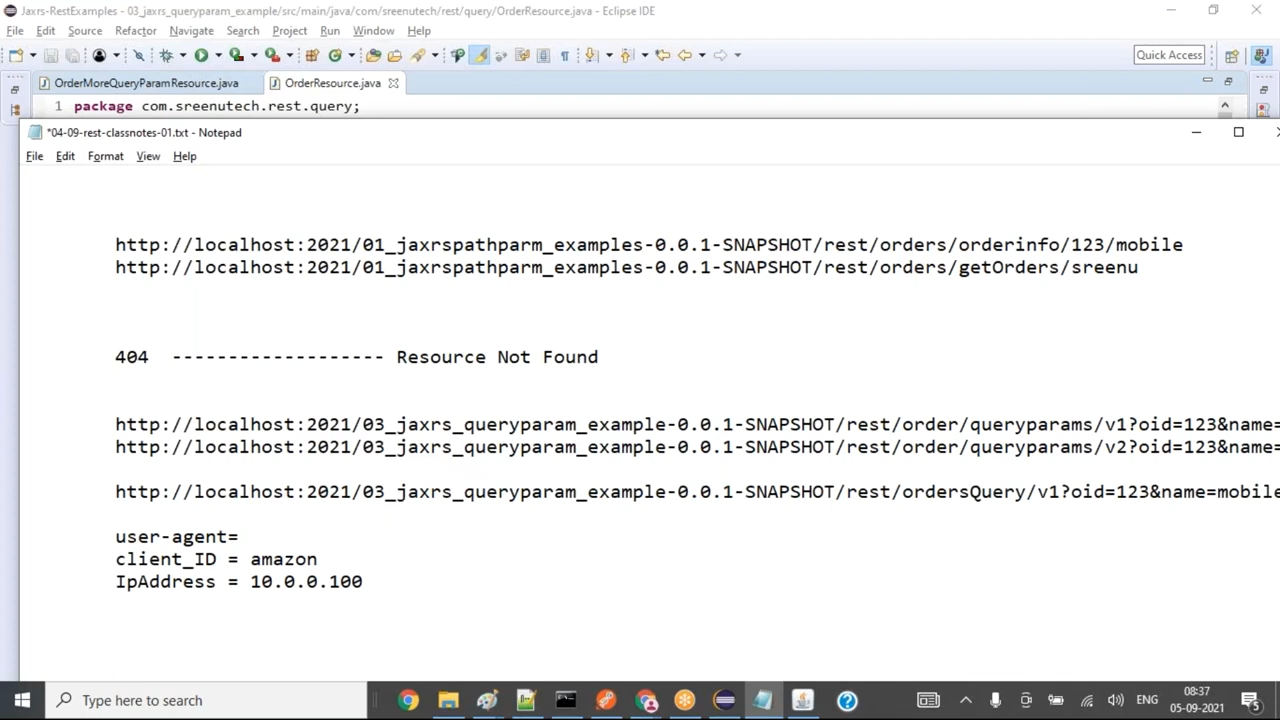 Jaxrs-RestExamples - 03_jaxrs_queryparam_example/src/main/java/com/sreenutech/rest/query/OrderResource.java - Eclipse IDE
File Edit Source Refactor Navigate Search Project Run Window Help
Quick Access
OrderMoreQueryParamResource.java OrderResource.java
1 package com.sreenutech.rest.query;
*04-09-rest-classnotes-01.txt - Notepad
File Edit Format View Help
http://localhost:2021/01_jaxrspathparm_examples-0.0.1-SNAPSHOT/rest/orders/orderinfo/123/mobile
http://localhost:2021/01_jaxrspathparm_examples-0.0.1-SNAPSHOT/rest/orders/getOrders/sreenu
404 ------------------- Resource Not Found
http://localhost:2021/03_jaxrs_queryparam_example-0.0.1-SNAPSHOT/rest/order/queryparams/v1?oid=123&name=
http://localhost:2021/03_jaxrs_queryparam_example-0.0.1-SNAPSHOT/rest/order/queryparams/v2?oid=123&name=
http://localhost:2021/03_jaxrs_queryparam_example-0.0.1-SNAPSHOT/rest/ordersQuery/v1?oid=123&name=mobile
user-agent=
client_ID = amazon
IpAddress = 10.0.0.100
Type here to search
ENG
08:37
05-09-2021
5